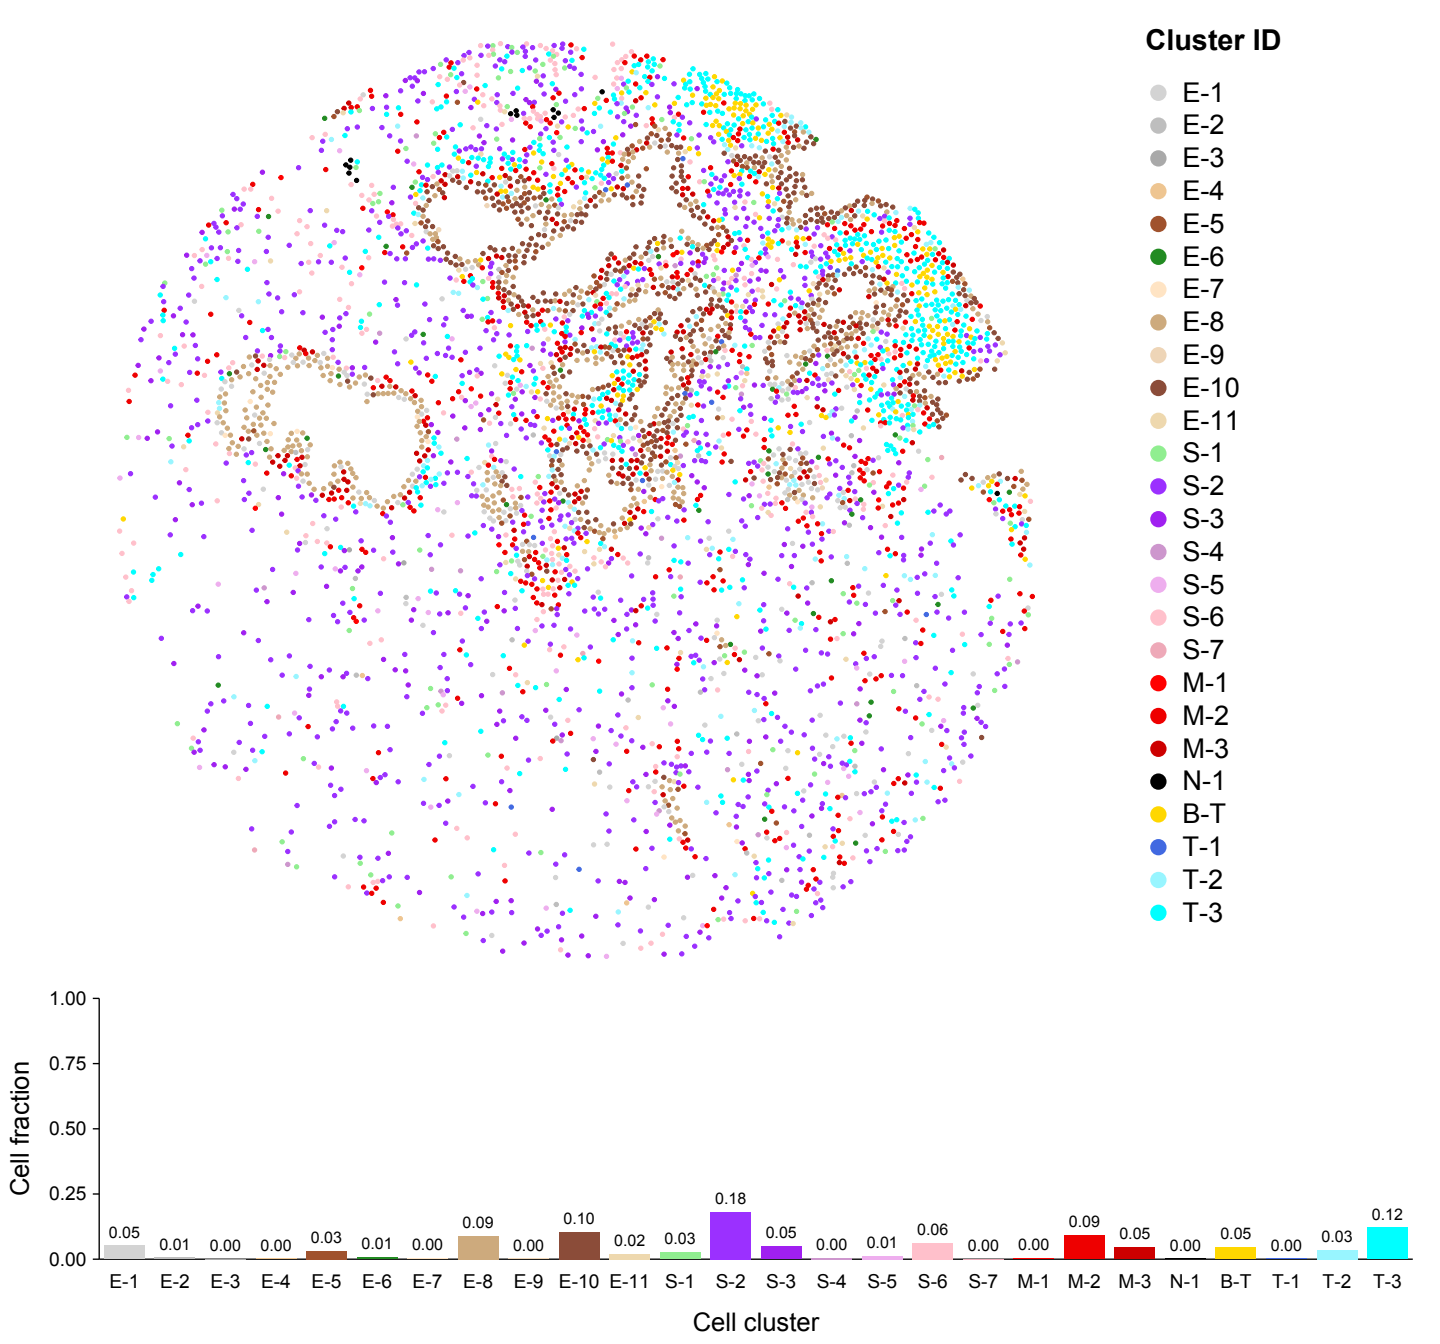 Cluster ID
E-1
E-2
E-3
E-4
E-5
E-6
E-7
E-8
E-9
E-10
E-11
S-1
S-2
S-3
S-4
S-5
S-6
S-7
M-1
M-2
M-3
N-1
B-T
T-1
T-2
T-3
1.00
0.75
0.50
0.25
0.00
Cell fraction
0.05 0.01 0.00 0.00 0.03 0.01 0.00 0.09 0.00 0.10 0.02 0.03 0.18 0.05 0.00 0.01 0.06 0.00 0.00 0.09 0.05 0.00 0.05 0.00 0.03 0.12
E-1 E-2 E-3 E-4 E-5 E-6 E-7 E-8 E-9 E-10 E-11 S-1 S-2 S-3 S-4 S-5 S-6 S-7 M-1 M-2 M-3 N-1 B-T T-1 T-2 T-3
Cell cluster